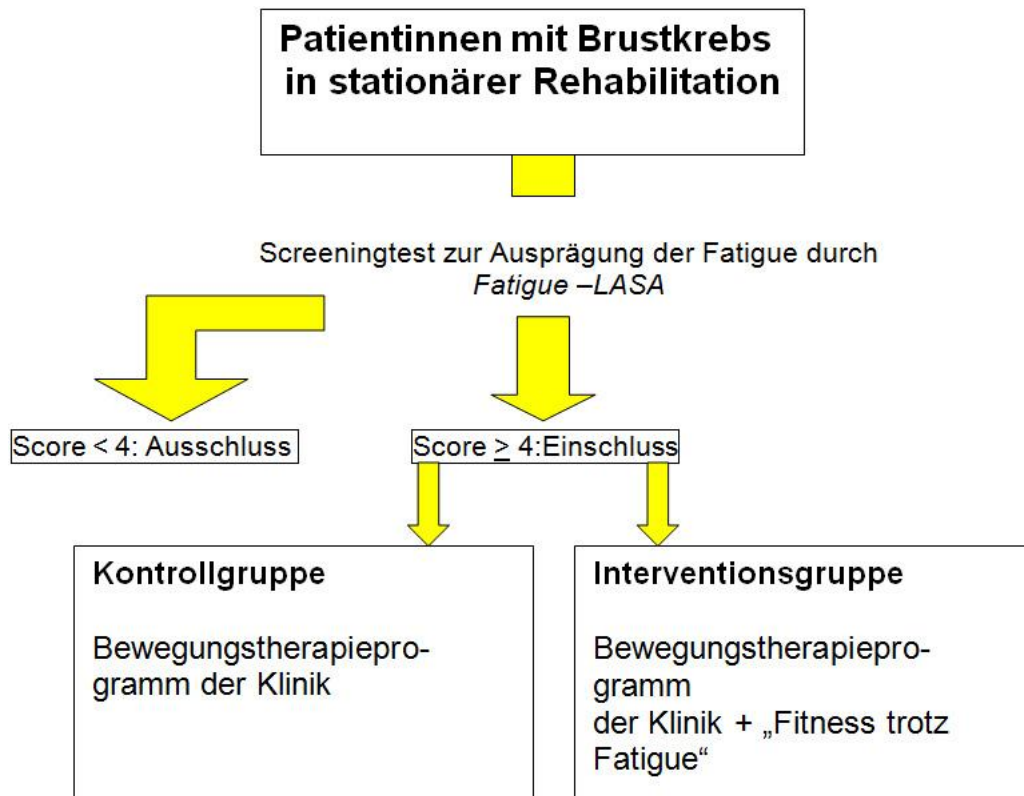 Patientinnen mit Brustkrebs
in stationärer Rehabilitation
Screeningtest zur Ausprägung der Fatigue durch
Fatigue –LASA
Score < 4: Ausschluss
Score ≥ 4:Einschluss
Kontrollgruppe
Bewegungstherapiepro-
gramm der Klinik
Interventionsgruppe
Bewegungstherapiepro-
gramm
der Klinik + „Fitness trotz
Fatigue“